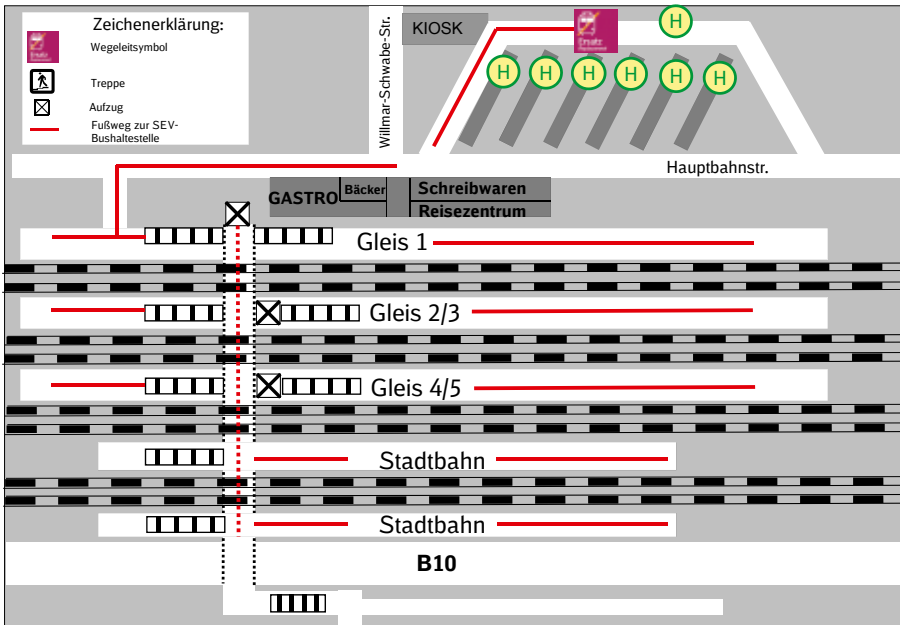 Zeichenerklärung:
Wegeleitsymbol
Treppe
Aufzug
Fußweg zur SEV-
Bushaltestelle
Willmar-Schwabe-Str.
KIOSK
Ersatz
H
H H H H H H
Hauptbahnstr.
GASTRO
Bäcker
Schreibwaren
Reisezentrum
Gleis 1
Gleis 2/3
Gleis 4/5
Stadtbahn
Stadtbahn
B10